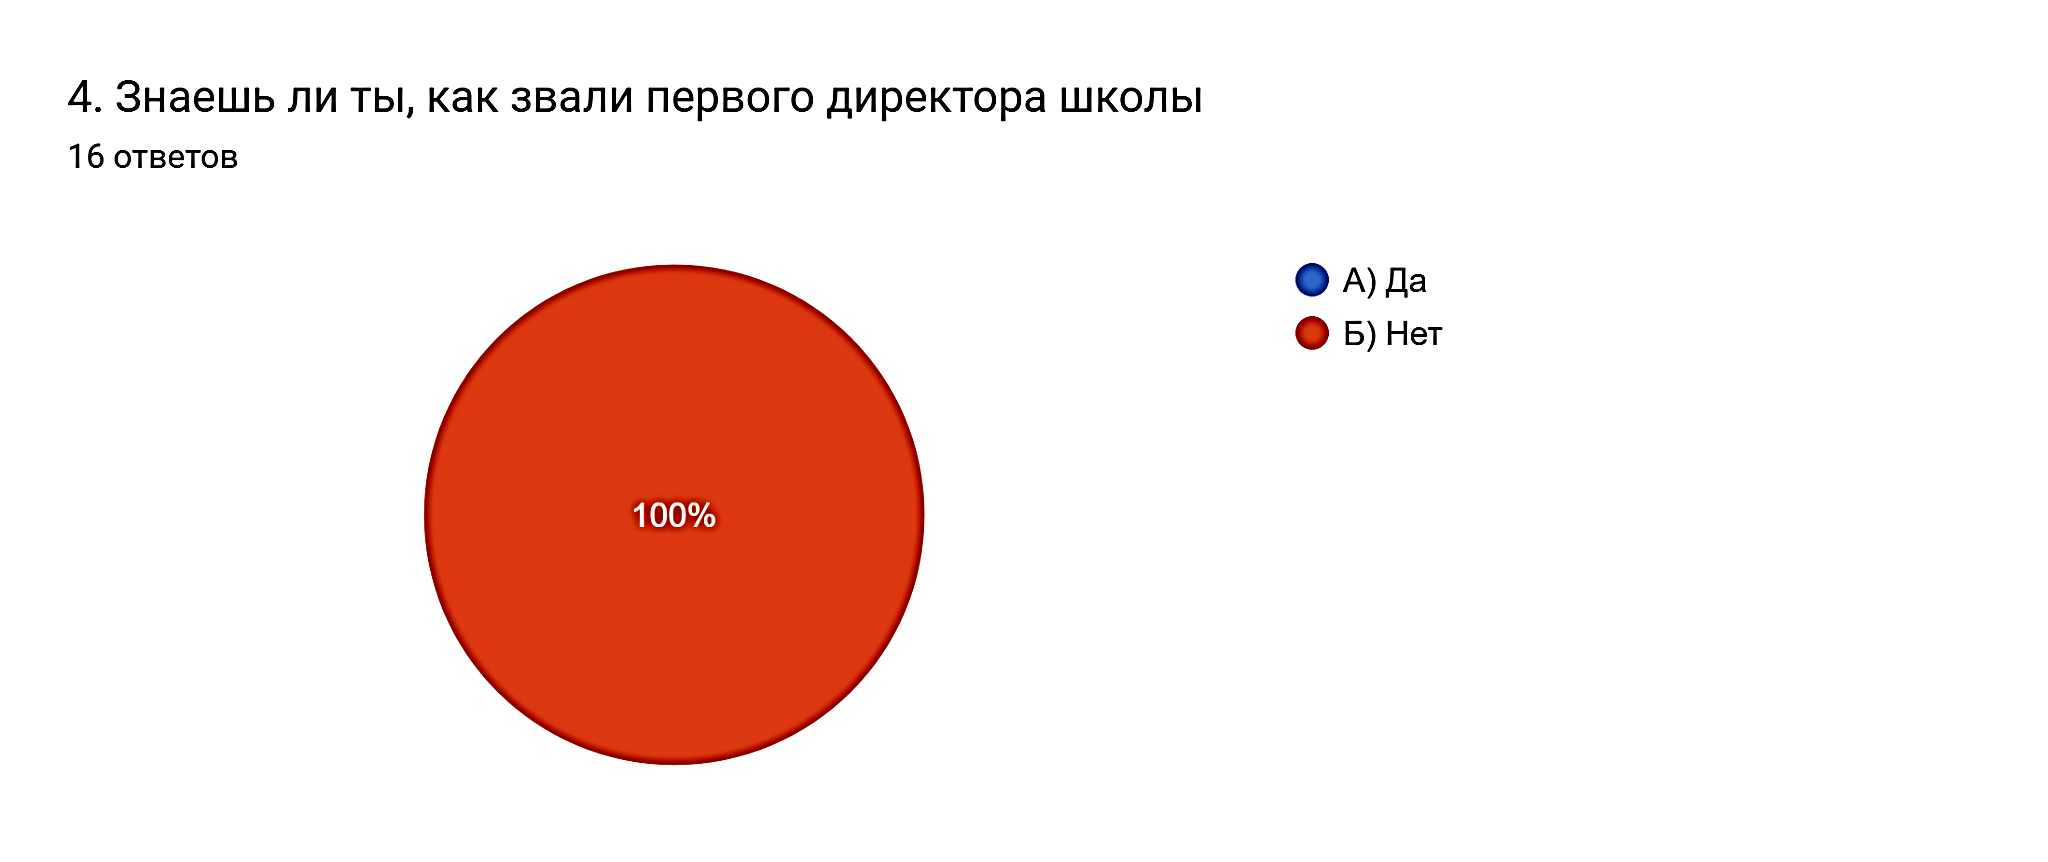 4. Знаешь ли ты, как звали первого директора школы
16 ответов
А) Да
Б) Нет
100%